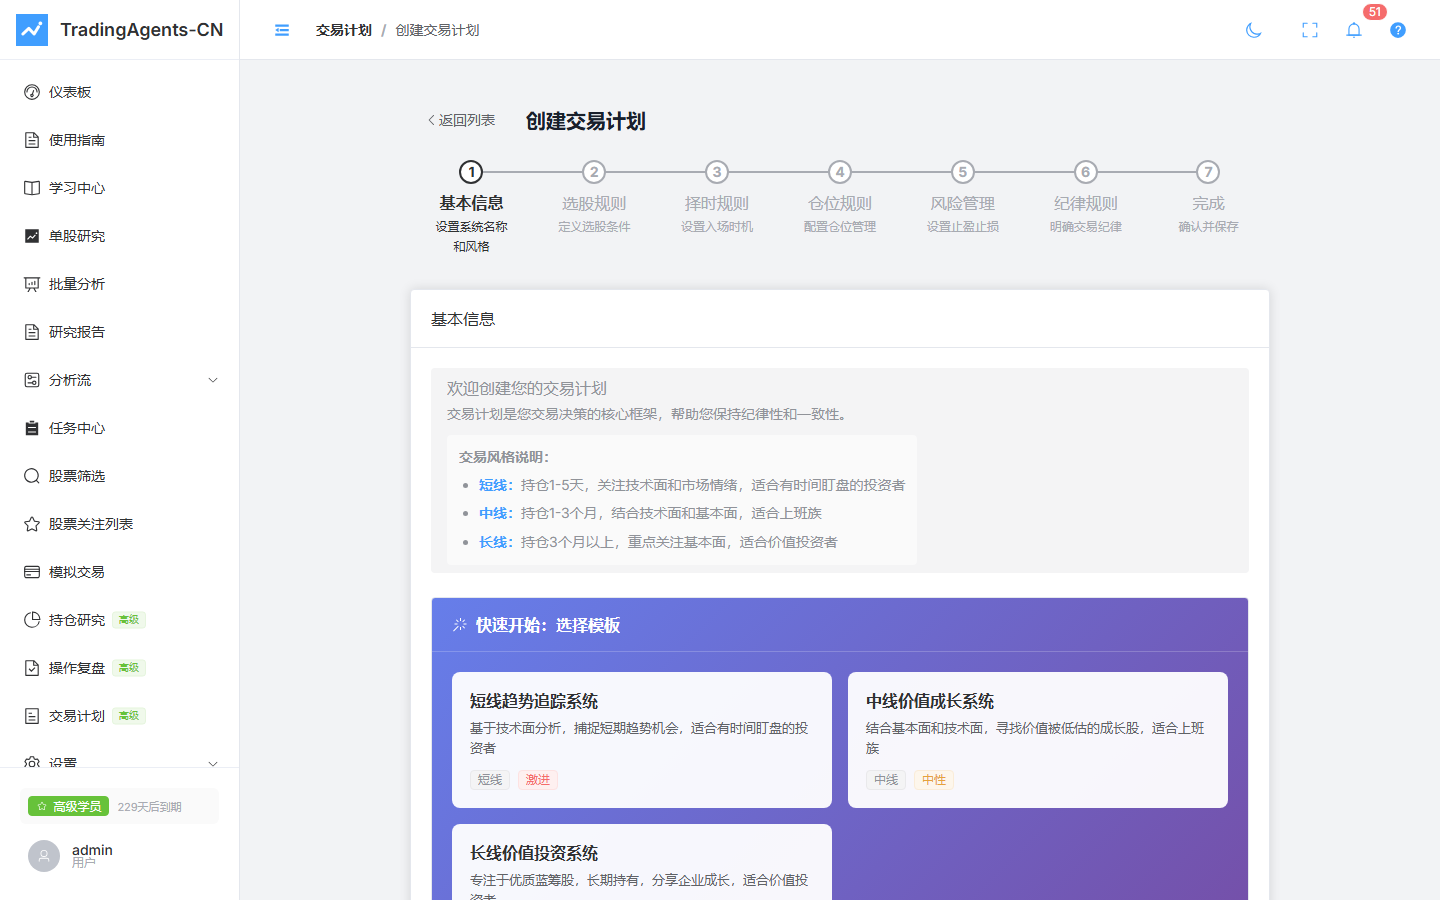 TradingAgents-CN
交易计划 / 创建交易计划
51
仪表板
使用指南
学习中心
单股研究
批量分析
研究报告
分析流
任务中心
股票筛选
股票关注列表
模拟交易
持仓研究 高级
操作复盘 高级
交易计划 高级
设置
高级学员 229天后到期
admin
用户
返回列表 创建交易计划
1 2 3 4 5 6 7
基本信息 选股规则 择时规则 仓位规则 风险管理 纪律规则 完成
设置系统名称 定义选股条件 设置入场时机 配置仓位管理 设置止盈止损 明确交易纪律 确认并保存
和风格
基本信息
欢迎创建您的交易计划
交易计划是您交易决策的核心框架，帮助您保持纪律性和一致性。
交易风格说明：
短线：持仓1-5天，关注技术面和市场情绪，适合有时间盯盘的投资者
中线：持仓1-3个月，结合技术面和基本面，适合上班族
长线：持仓3个月以上，重点关注基本面，适合价值投资者
快速开始：选择模板
短线趋势追踪系统
基于技术面分析，捕捉短期趋势机会，适合有时间盯盘的投
资者
短线 激进
中线价值成长系统
结合基本面和技术面，寻找价值被低估的成长股，适合上班
族
中线 中性
长线价值投资系统
专注于优质蓝筹股，长期持有，分享企业成长，适合价值投
资者